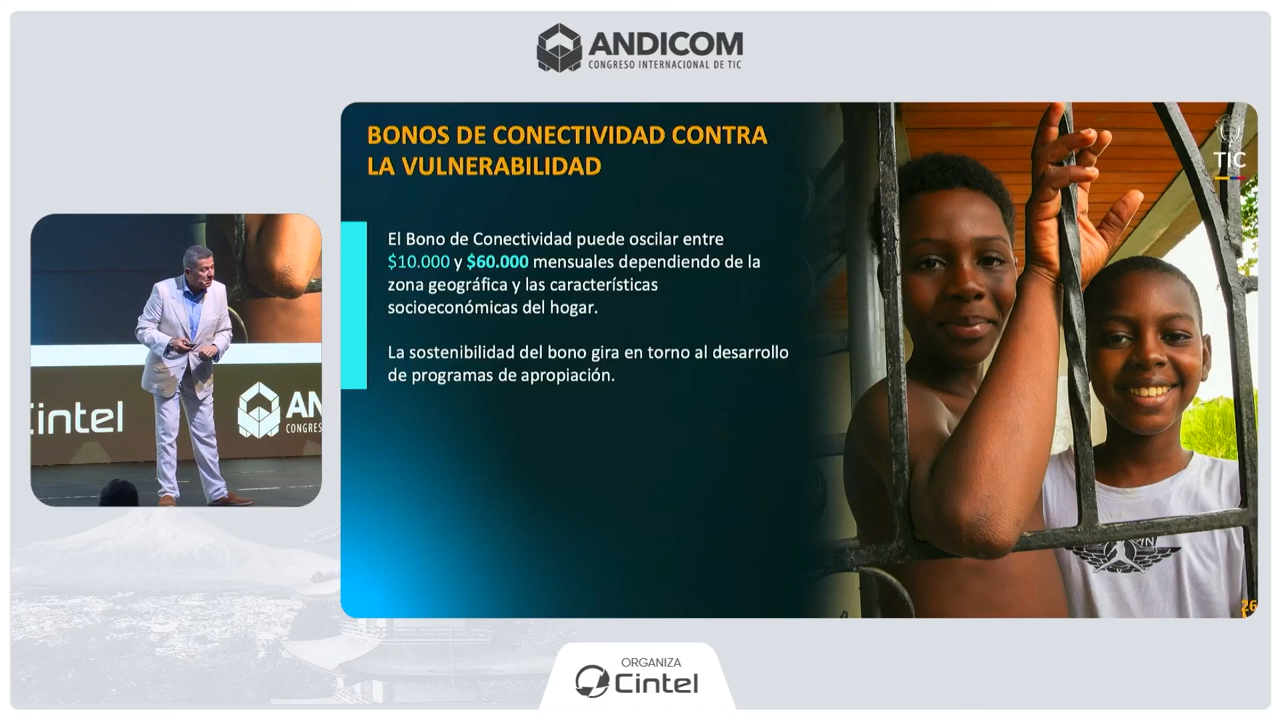 ANDICOM
CONGRESO INTERNACIONAL DE TIC
BONOS DE CONECTIVIDAD CONTRA
LA VULNERABILIDAD
TIC
El Bono de Conectividad puede oscilar entre
$10.000 y $60.000 mensuales dependiendo de la
zona geográfica y las características
socioeconómicas del hogar.
La sostenibilidad del bono gira en torno al desarrollo
de programas de apropiación.
Cintel
AN
CONGRES
26
ORGANIZA
Cintel